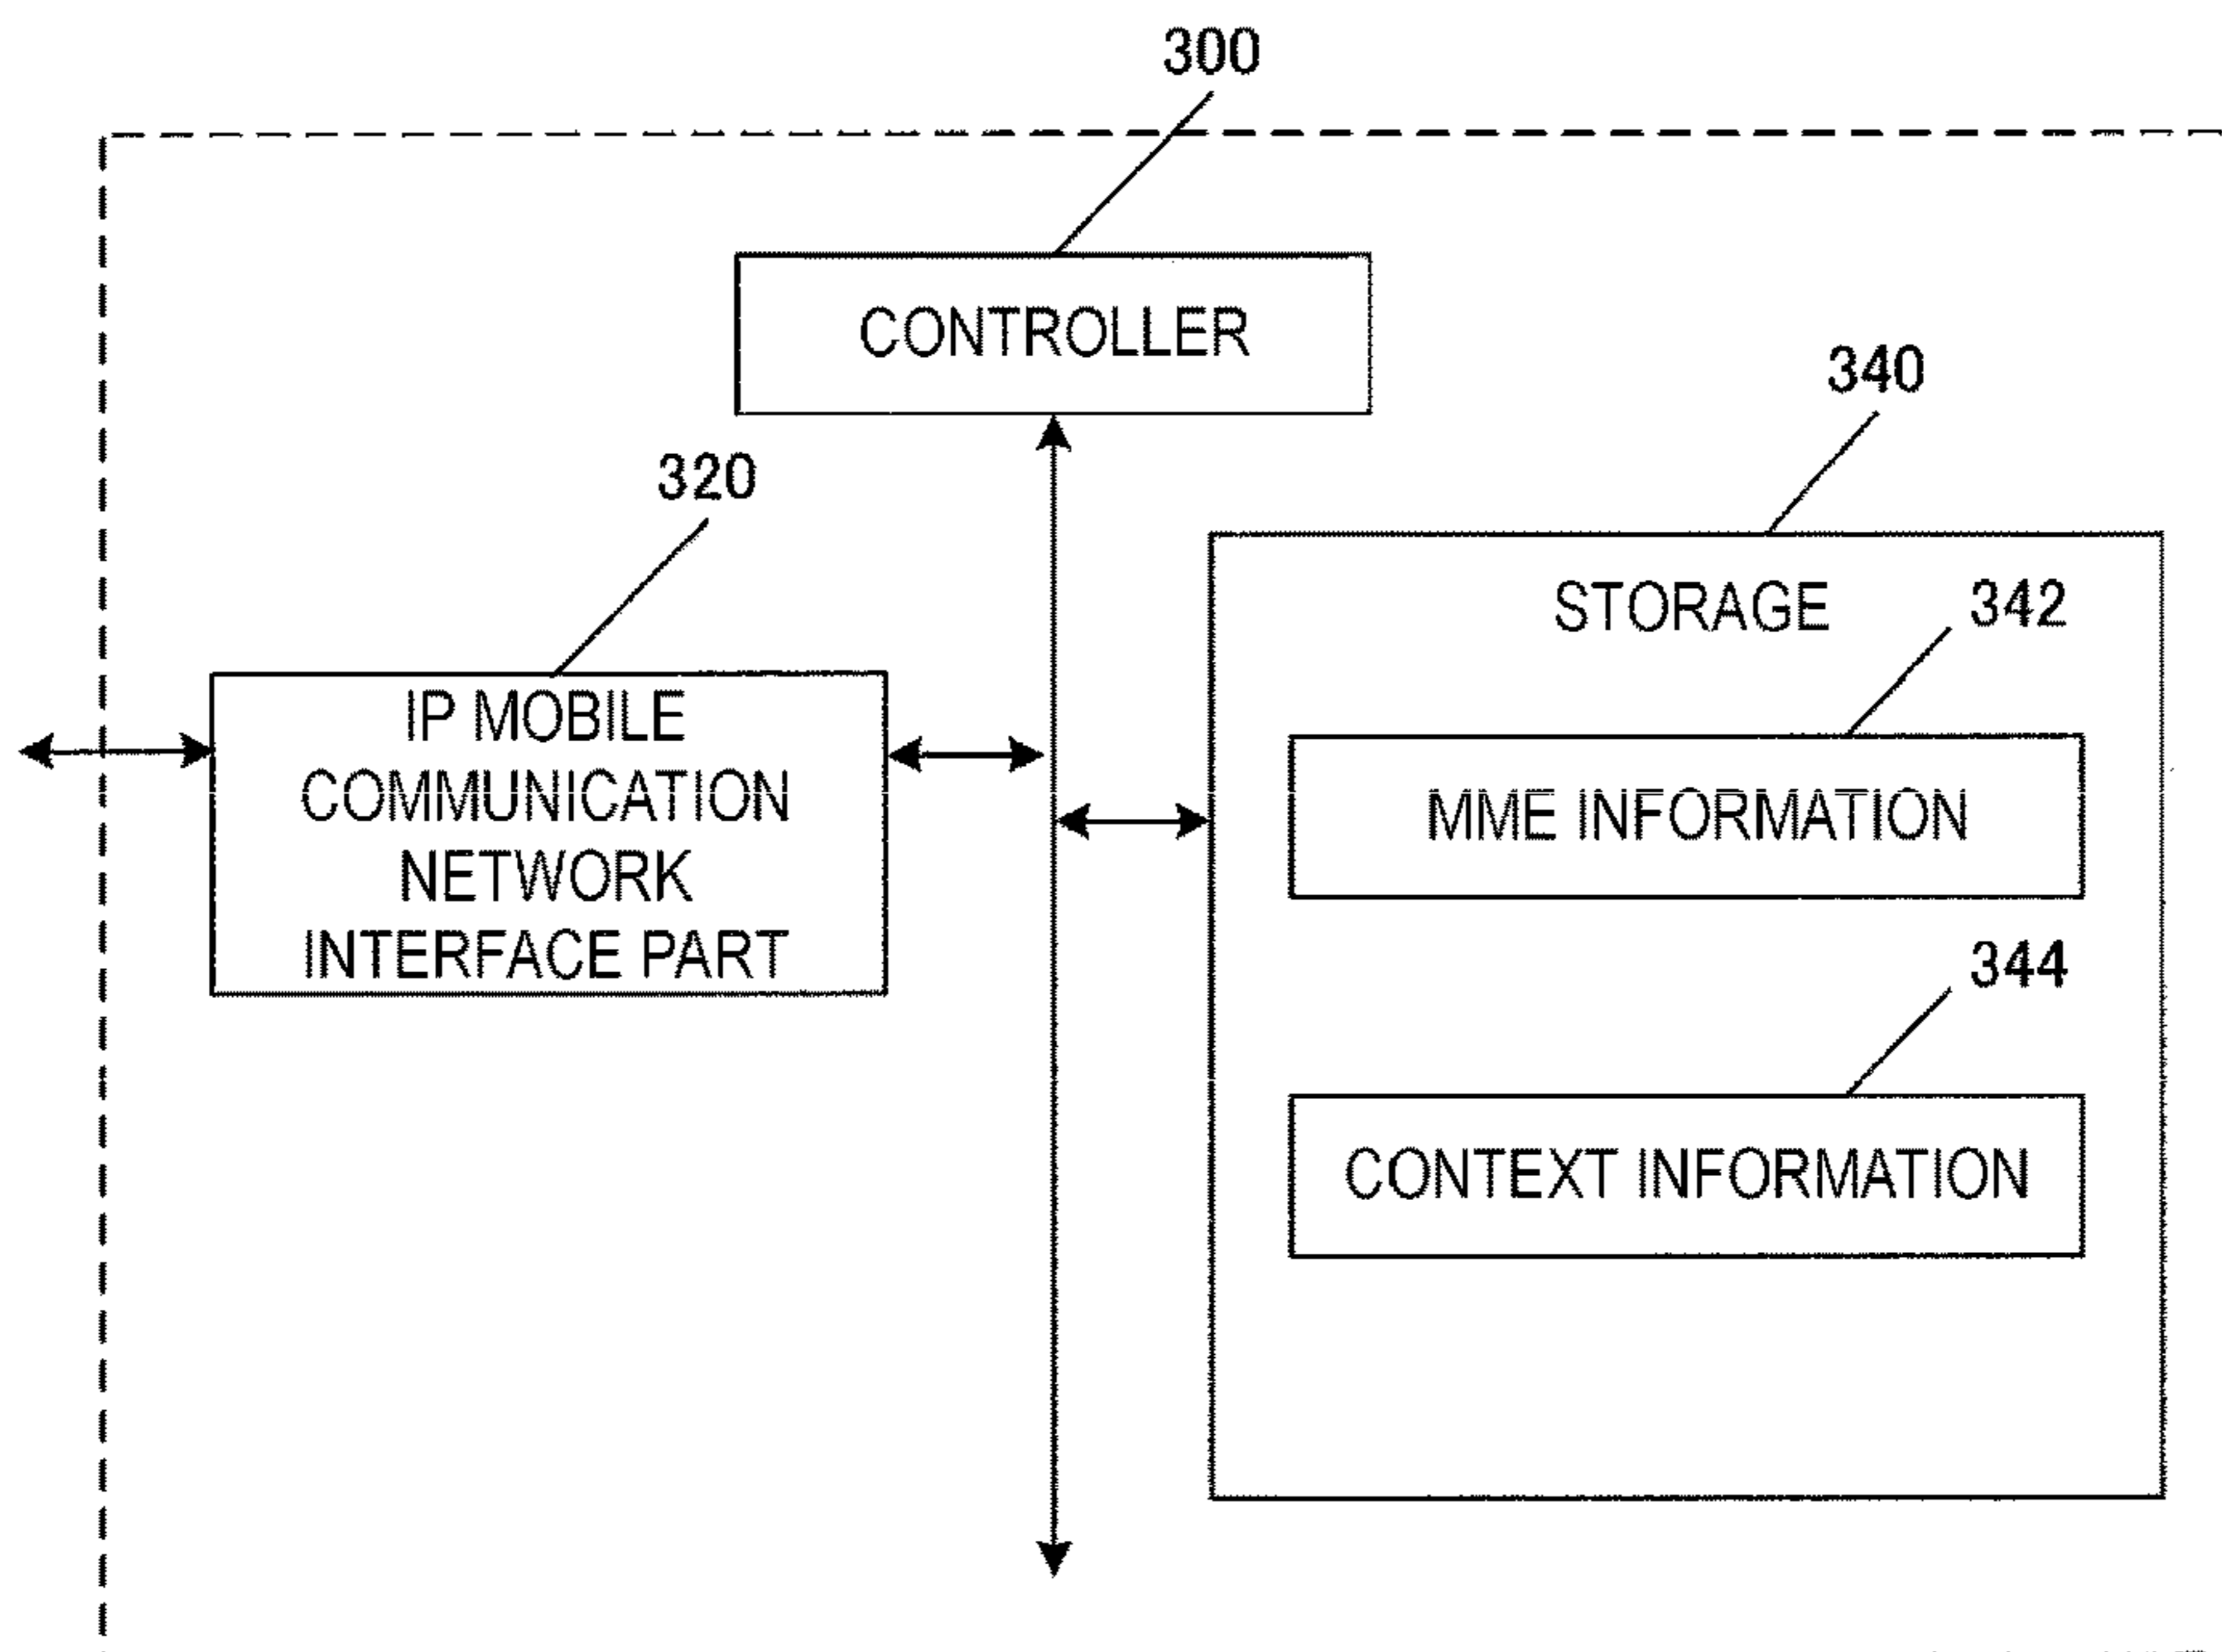 300
CONTROLLER
340
320
STORAGE
342
IP MOBILE
COMMUNICATION
NETWORK
INTERFACE PART
MME INFORMATION
344
CONTEXT INFORMATION